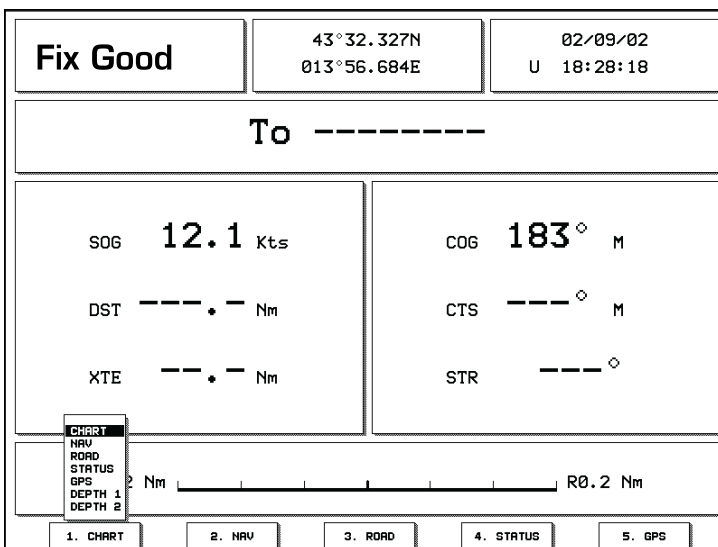 Fix Good
43°32.327N
013°56.684E
02/09/02
U 18:28:18
To --------
SOG 12.1 Kts
COG 183° M
DST ---.- Nm
CTS ---° M
XTE --.- Nm
STR ---°
CHART
NAV
ROAD
STATUS
GPS
DEPTH 1
DEPTH 2
2 Nm
R0.2 Nm
1. CHART
2. NAV
3. ROAD
4. STATUS
5. GPS